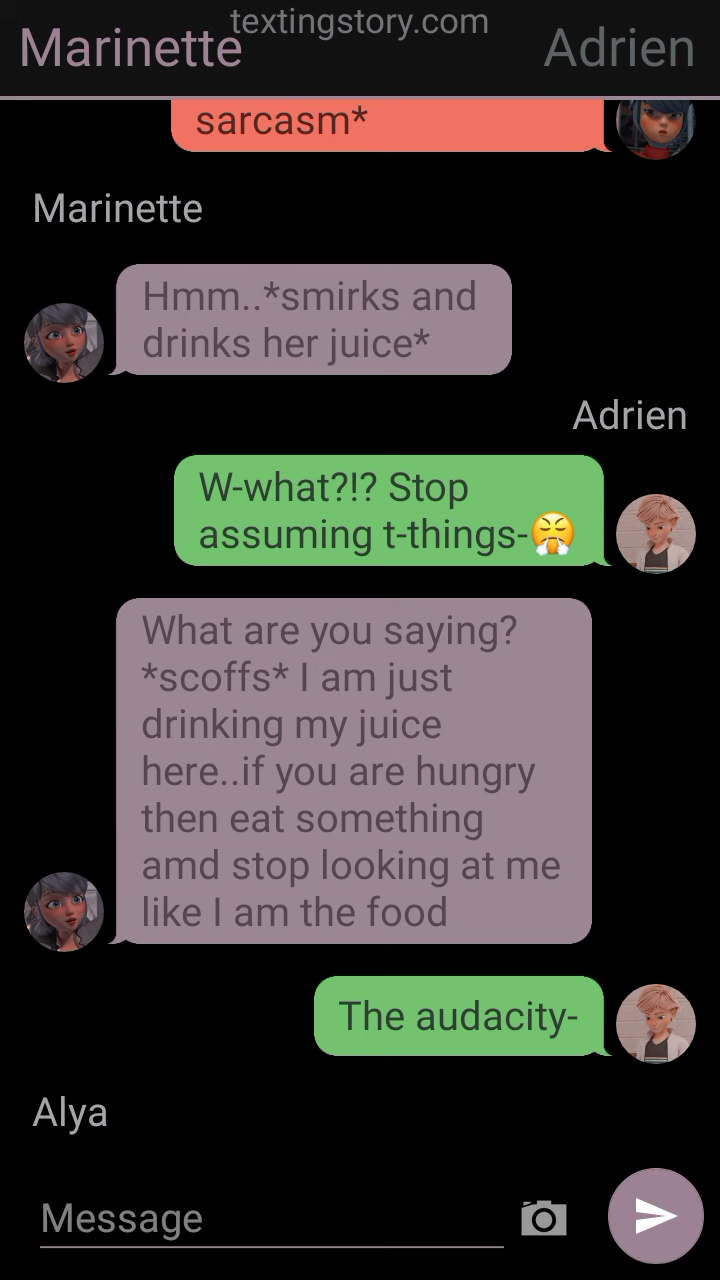 textingstory.com
Marinette
Adrien
sarcasm*
Marinette
Hmm..*smirks and
drinks her juice*
Adrien
W-what?!? Stop
assuming t-things-😤
What are you saying?
*scoffs* I am just
drinking my juice
here..if you are hungry
then eat something
amd stop looking at me
like I am the food
The audacity-
Alya
Message